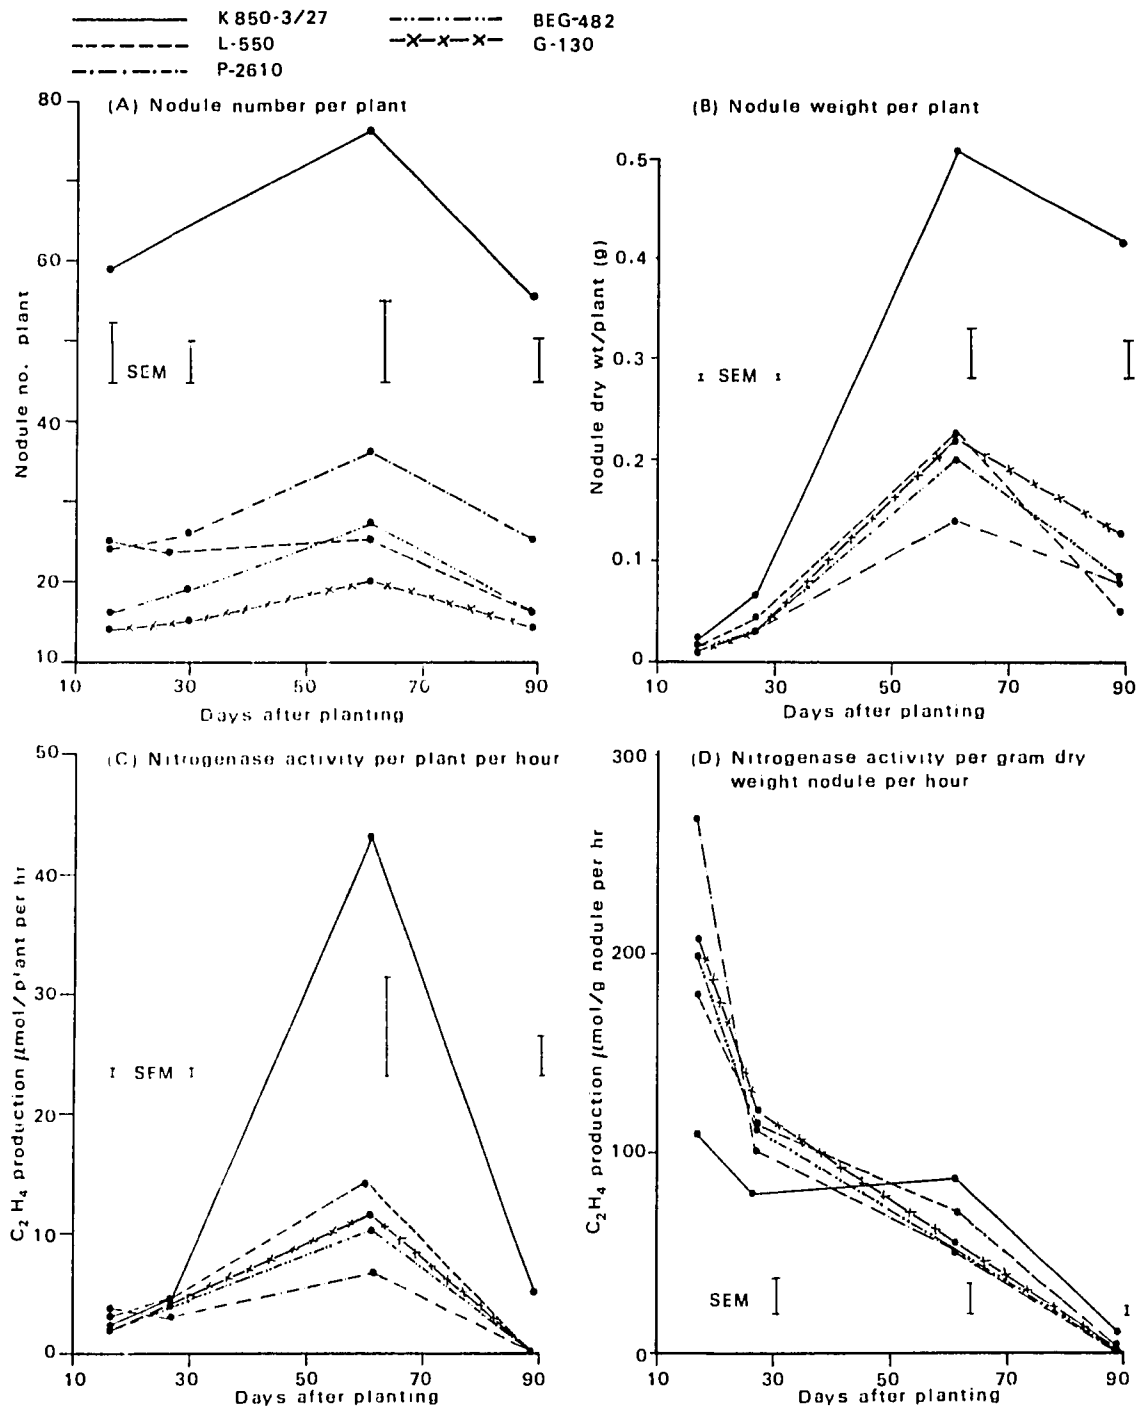 K 850-3/27
L-550
P-2610
BEG-482
G-130
(A) Nodule number per plant
80
60
40
20
10
Nodule no. plant
SEM
10 30 50 70 90
Days after planting
(B) Nodule weight per plant
0.5
0.4
0.3
0.2
0.1
0
Nodule dry wt/plant (g)
SEM
10 30 50 70 90
Days after planting
(C) Nitrogenase activity per plant per hour
50
40
30
20
10
0
C2H4 production μmol/p'ant per hr
SEM
10 30 50 70 90
Days after planting
(D) Nitrogenase activity per gram dry
weight nodule per hour
300
200
100
0
C2H4 production μmol/g nodule per hr
SEM
10 30 50 70 90
Days after planting